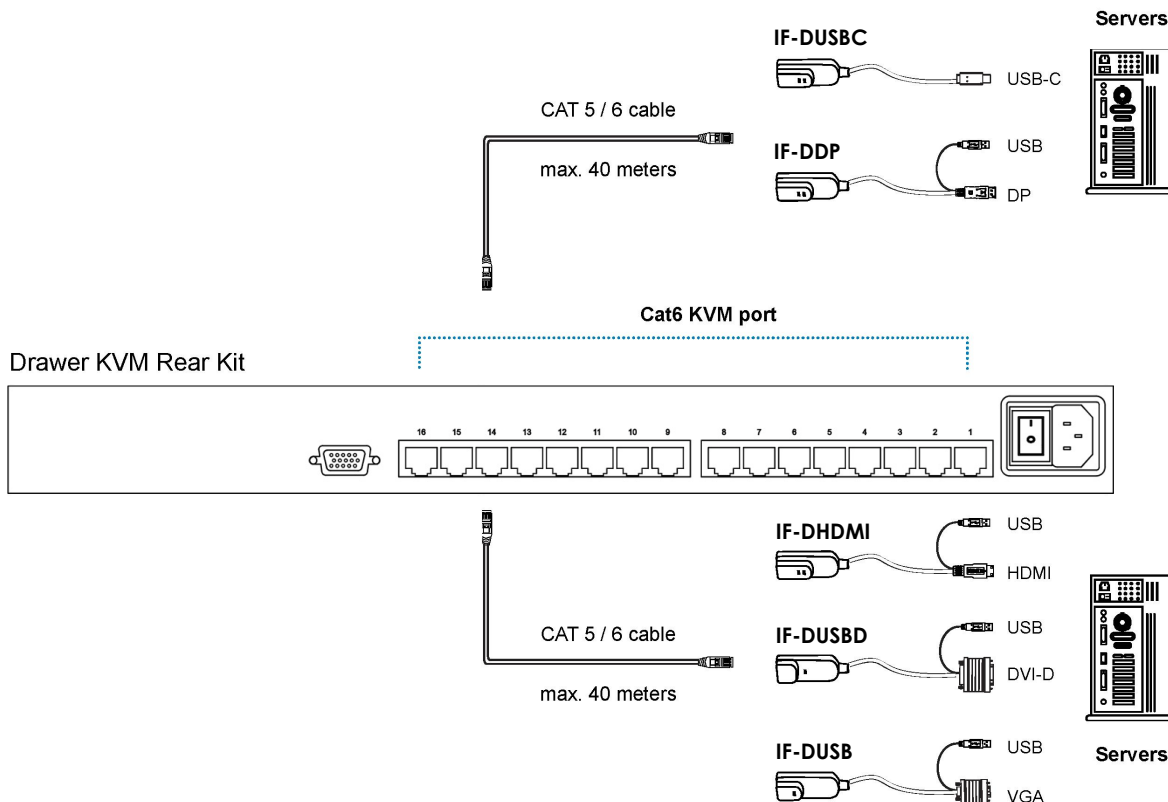 Servers
IF-DUSBC
USB-C
CAT 5 / 6 cable
max. 40 meters
IF-DDP
USB
DP
Cat6 KVM port
Drawer KVM Rear Kit
16 15 14 13 12 11 10 9 8 7 6 5 4 3 2 1
IF-DHDMI
USB
HDMI
CAT 5 / 6 cable
max. 40 meters
IF-DUSBD
USB
DVI-D
IF-DUSB
USB
VGA
Servers